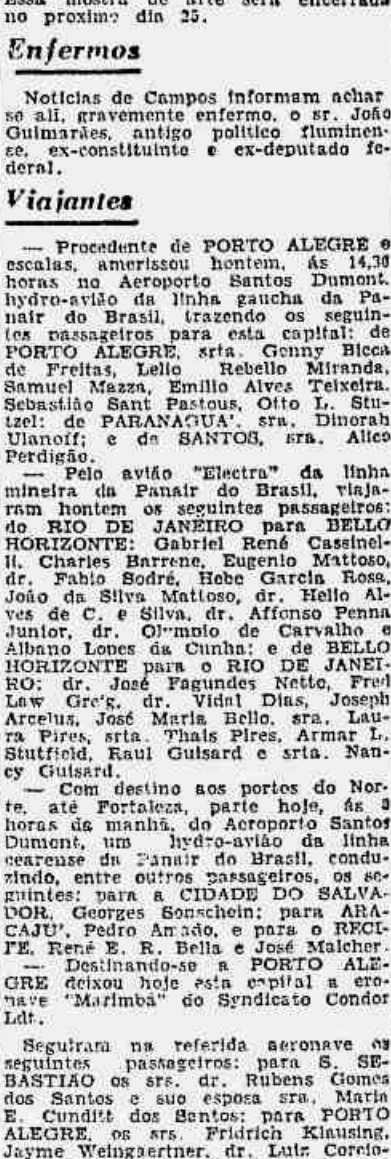 no proximo dia 25.
Enfermos
Noticias de Campos informam achar
se ali, gravemente enfermo, o sr. João
Guimarães, antigo politico fluminen-
se, ex-constituinte e ex-deputado fe-
deral.
Viajantes
— Procedente de PORTO ALEGRE e
escalas, amerissou hontem, ás 14,30
horas no Aeroporto Santos Dumont,
hydro-avião da linha gaucha da Pa-
nair do Brasil, trazendo os seguin-
tes passageiros para esta capital: de
PORTO ALEGRE, srta. Genny Bicca
de Freitas, Lelio Rebello Miranda,
Samuel Mazza, Emilio Alves Teixeira,
Sebastião Sant Pastous, Otto L. Stu-
tzel: de PARANAGUA', sra. Dinorah
Ulanoff; e de SANTOS, sra. Alice
Perdigão.
— Pelo avião "Electra" da linha
mineira da Panair do Brasil, viaja-
ram hontem os seguintes passageiros:
do RIO DE JANEIRO para BELLO
HORIZONTE: Gabriel René Cassinel-
li, Charles Barrene, Eugenio Mattoso,
dr. Fabio Sodré, Hebe Garcia Rosa,
João da Silva Mattoso, dr. Helio Al-
ves de C. e Silva, dr. Affonso Penna
Junior, dr. Olympio de Carvalho e
Albano Lopes da Cunha; e de BELLO
HORIZONTE para o RIO DE JANEI-
RO: dr. José Fagundes Netto, Fred
Law Greig, dr. Vidal Dias, Joseph
Arcelus, José Maria Bello, sra. Lau-
ra Pires, srta. Thais Pires, Armar L.
Stutfield, Raul Guisard e srta. Nan-
cy Guisard.
— Com destino aos portos do Nor-
te, até Fortaleza, parte hoje, ás 8
horas da manhã, do Aeroporto Santos
Dumont, um hydro-avião da linha
cearense da Panair do Brasil, condu-
zindo, entre outros passageiros, os se-
guintes: para a CIDADE DO SALVA-
DOR, Georges Sonschein; para ARA-
CAJU', Pedro Amado, e para o RECI-
FE, René E. R. Bella e José Malcher.
— Destinando-se a PORTO ALE-
GRE deixou hoje esta capital a ero-
nave "Marimbá" do Syndicato Condor
Ldt.
Seguiram na referida aeronave os
seguintes passageiros: para S. SE-
BASTIÃO os srs. dr. Rubens Gomes
dos Santos e suo esposa sra. Maria
E. Cunditt dos Santos; para PORTO
ALEGRE, os srs. Fridrich Klausing,
Jayme Weingaertner, dr. Luiz